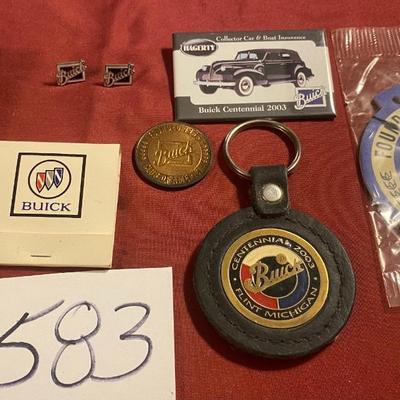 Buick
Buick
HAGERTY
Collector Car & Boat Insurance
Buick Centennial 2003
Buick
Buick
BUICK
FOUND
CENTENNIAL 2003
Buick
FLINT MICHIGAN
583